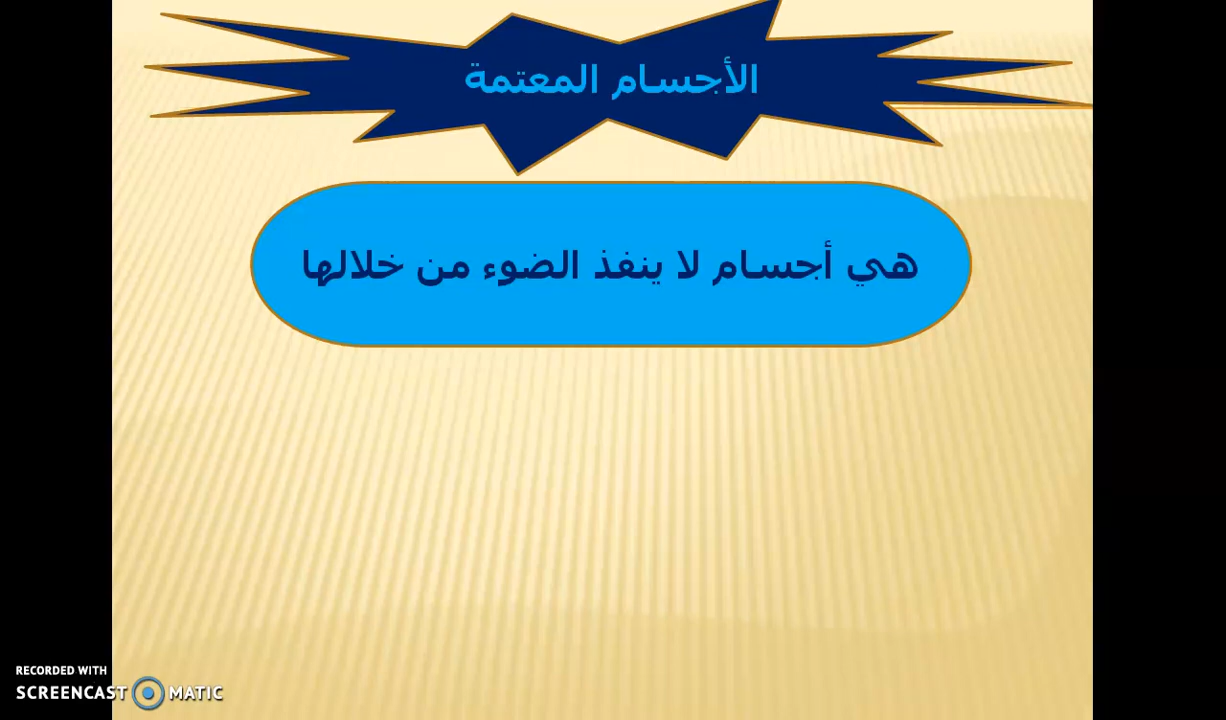 الأجسام المعتمة
هي أجسام لا ينفذ الضوء من خلالها
RECORDED WITH
SCREENCAST MATIC